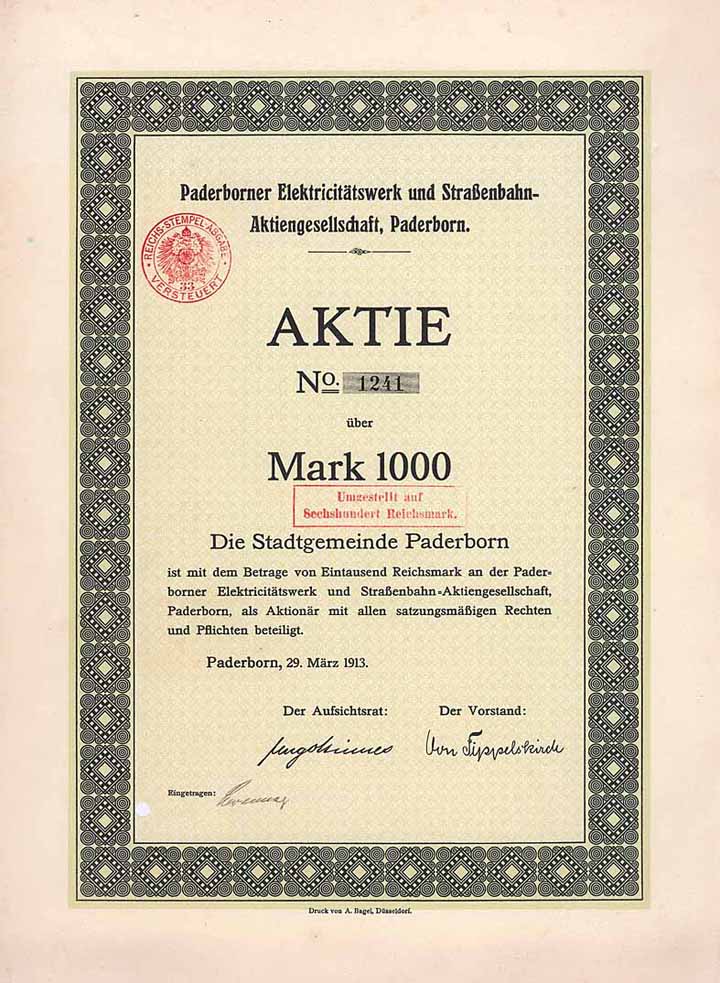 Paderborner Elektricitätswerk und Straßenbahn-
Aktiengesellschaft, Paderborn.
REICHS-STEMPEL-ABGABE
33
VERSTEUERT
AKTIE
No. 1241
über
Mark 1000
Umgestellt auf
Sechshundert Reichsmark.
Die Stadtgemeinde Paderborn
ist mit dem Betrage von Eintausend Reichsmark an der Pader-
borner Elektricitätswerk und Straßenbahn-Aktiengesellschaft,
Paderborn, als Aktionär mit allen satzungsmäßigen Rechten
und Pflichten beteiligt.
Paderborn, 29. März 1913.
Der Aufsichtsrat: Der Vorstand:
Von Tippelskirch
Eingetragen:
Druck von A. Bagel, Düsseldorf.